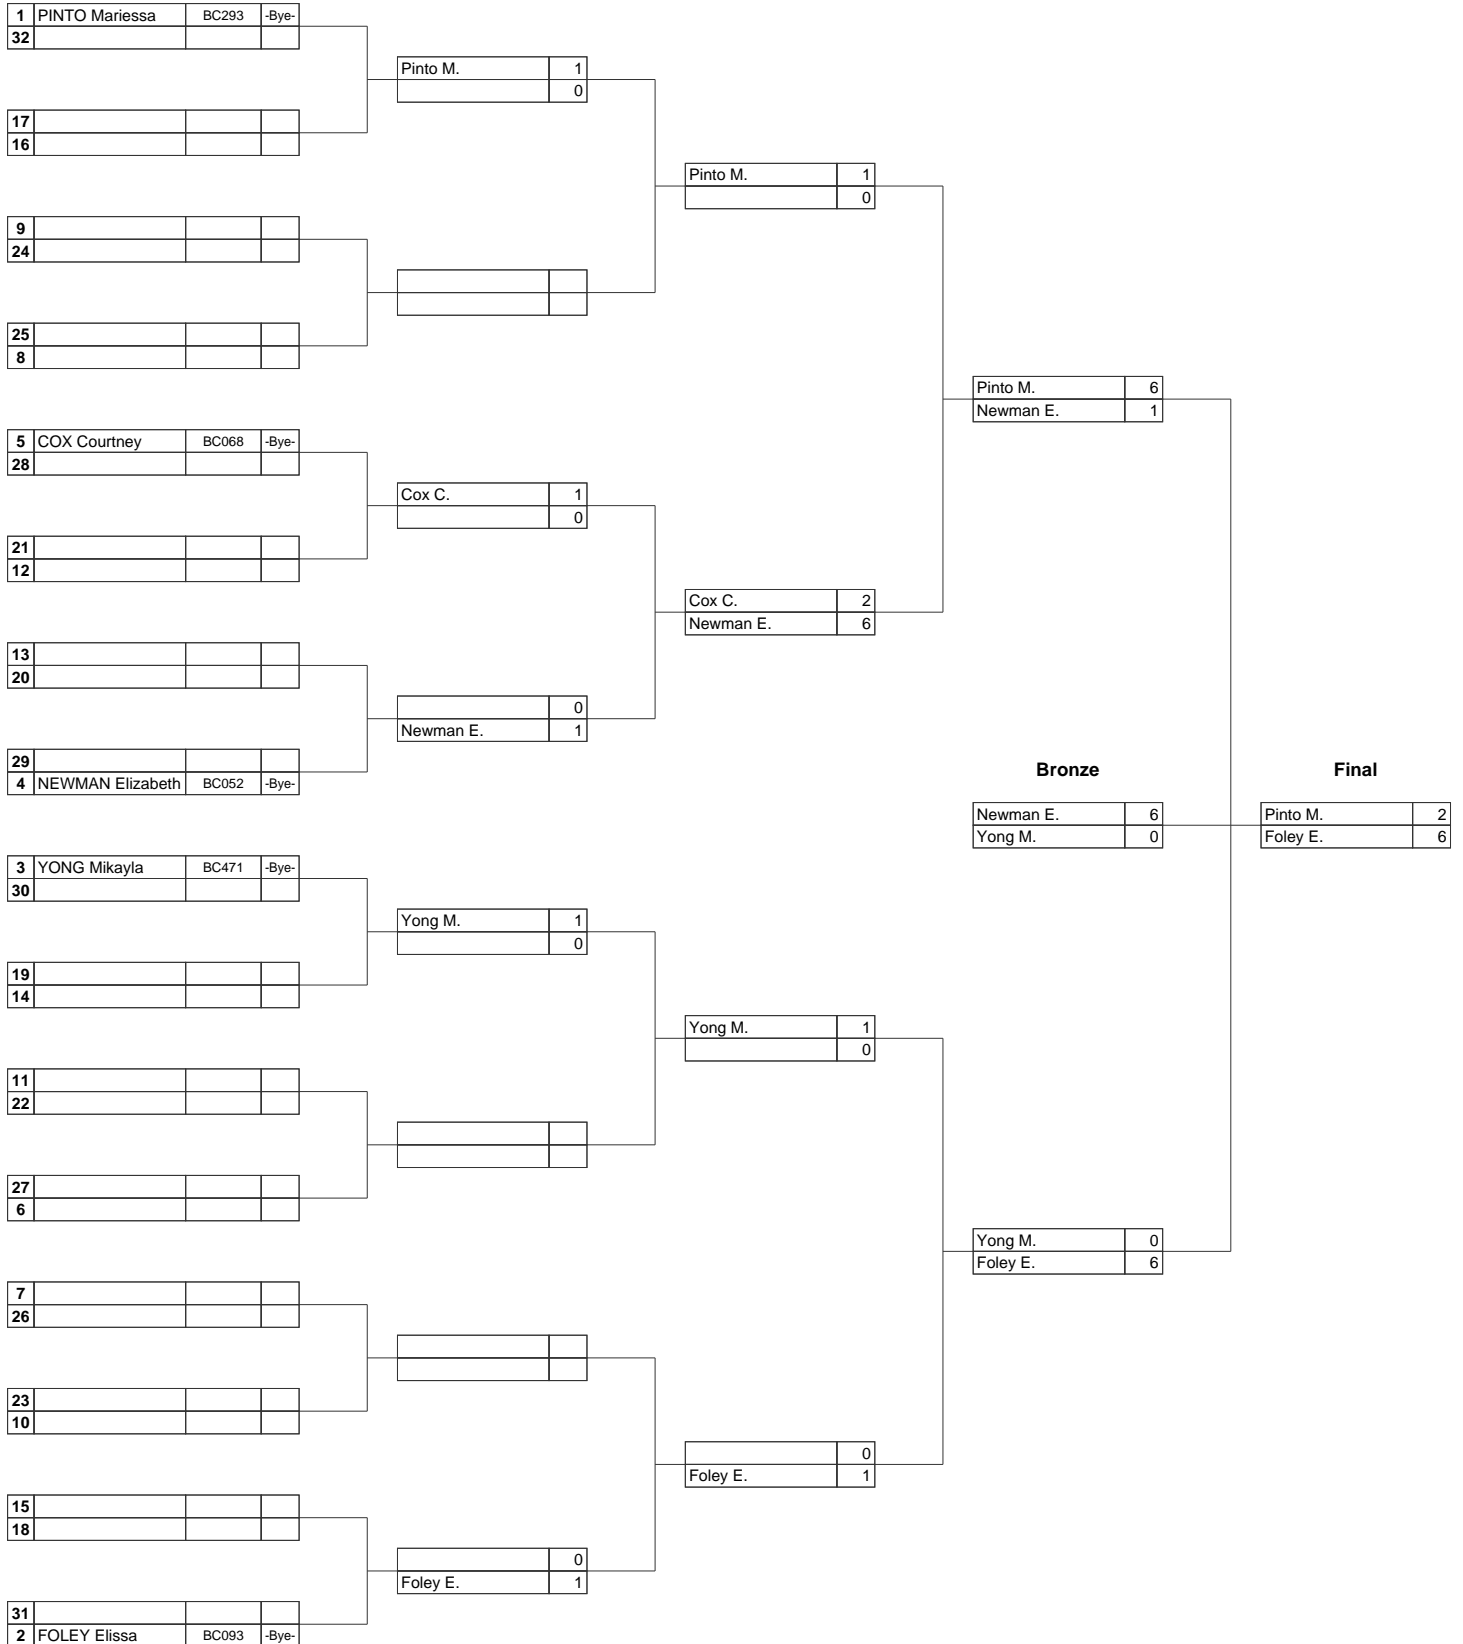 1 PINTO Mariessa BC293 -Bye-
32
Pinto M. 1
0
17
16
Pinto M. 1
0
9
24
25
8
Pinto M. 6
Newman E. 1
5 COX Courtney BC068 -Bye-
28
Cox C. 1
0
21
12
Cox C. 2
Newman E. 6
13
20
0
Newman E. 1
29
4 NEWMAN Elizabeth BC052 -Bye-
Bronze Final
Newman E. 6 Pinto M. 2
Yong M. 0 Foley E. 6
3 YONG Mikayla BC471 -Bye-
30
Yong M. 1
0
19
14
Yong M. 1
0
11
22
27
6
Yong M. 0
Foley E. 6
7
26
23
10
0
Foley E. 1
15
18
0
Foley E. 1
31
2 FOLEY Elissa BC093 -Bye-